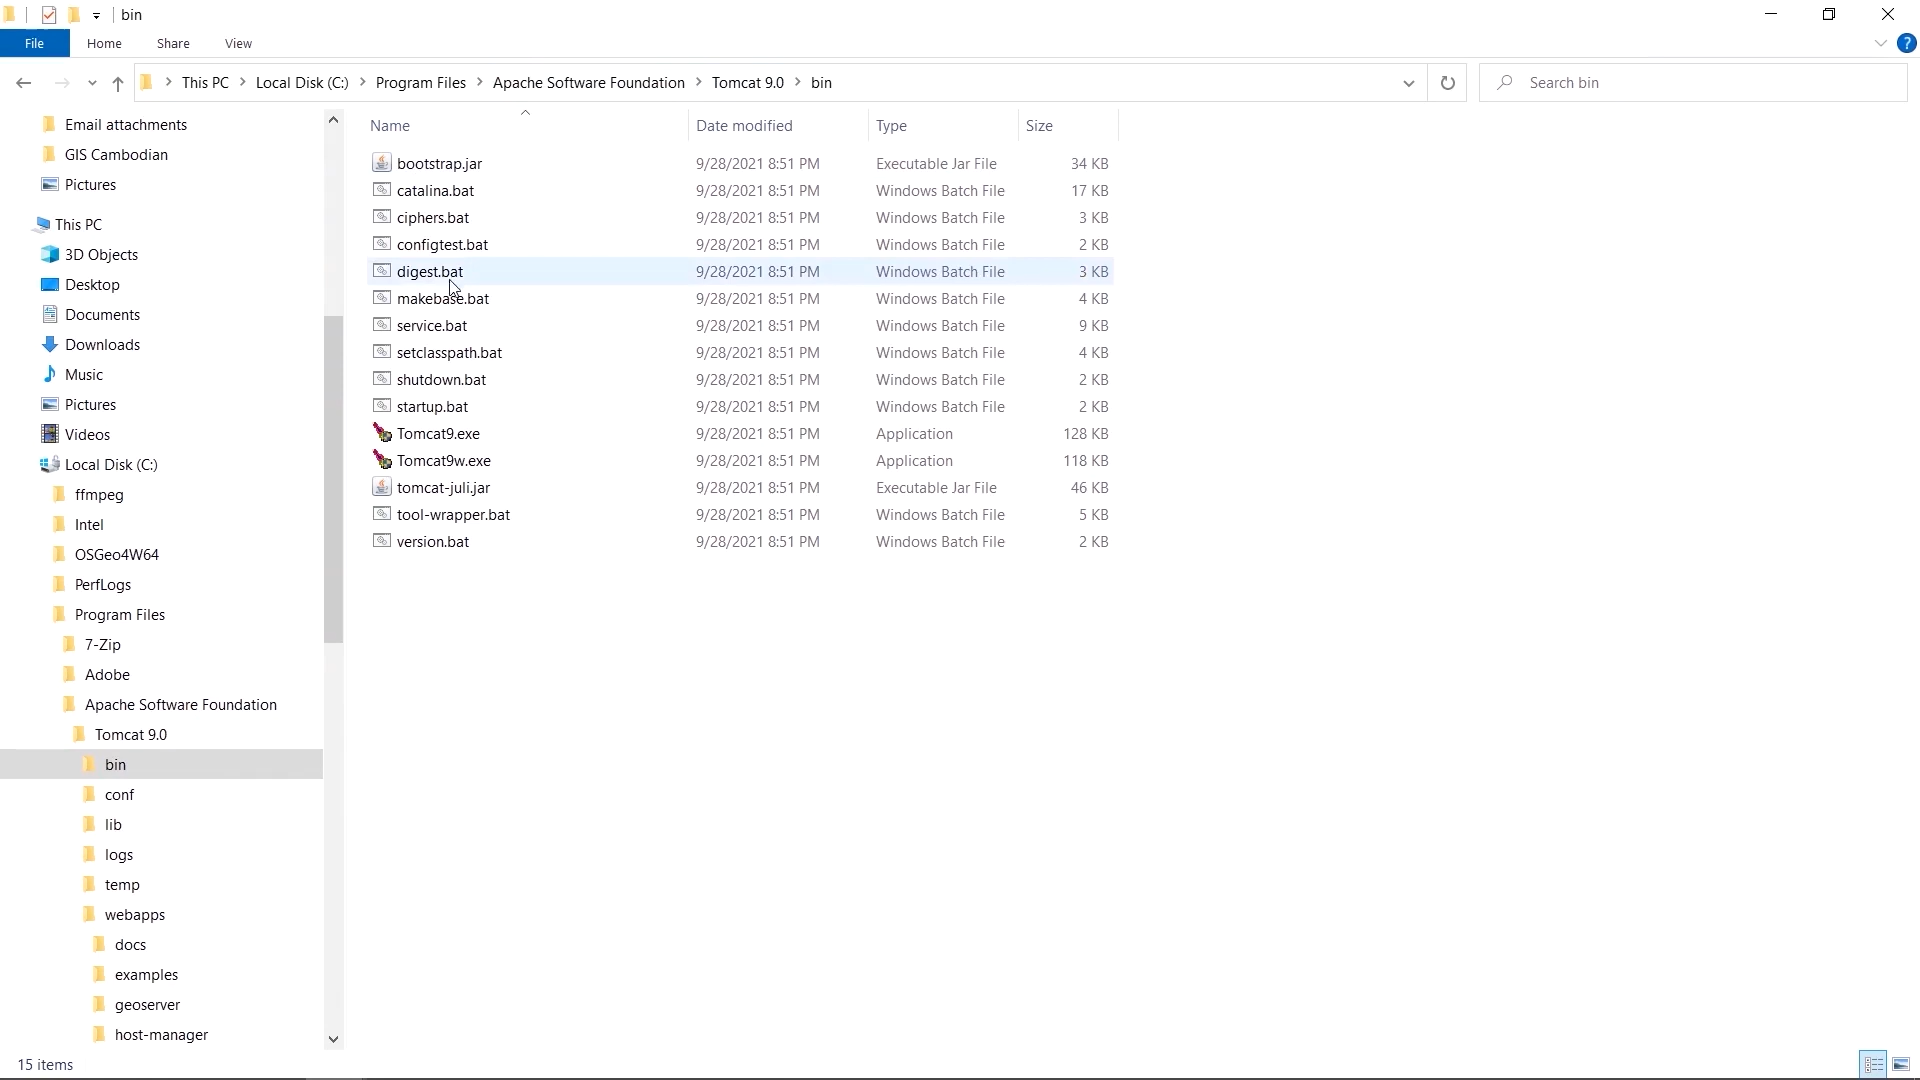 bin
File Home Share View
This PC Local Disk (C:) Program Files Apache Software Foundation Tomcat 9.0 bin Search bin
Email attachments
GIS Cambodian
Pictures
This PC
3D Objects
Desktop
Documents
Downloads
Music
Pictures
Videos
Local Disk (C:)
ffmpeg
Intel
OSGeo4W64
PerfLogs
Program Files
7-Zip
Adobe
Apache Software Foundation
Tomcat 9.0
bin
conf
lib
logs
temp
webapps
docs
examples
geoserver
host-manager
Name Date modified Type Size
bootstrap.jar 9/28/2021 8:51 PM Executable Jar File 34 KB
catalina.bat 9/28/2021 8:51 PM Windows Batch File 17 KB
ciphers.bat 9/28/2021 8:51 PM Windows Batch File 3 KB
configtest.bat 9/28/2021 8:51 PM Windows Batch File 2 KB
digest.bat 9/28/2021 8:51 PM Windows Batch File 3 KB
makebase.bat 9/28/2021 8:51 PM Windows Batch File 4 KB
service.bat 9/28/2021 8:51 PM Windows Batch File 9 KB
setclasspath.bat 9/28/2021 8:51 PM Windows Batch File 4 KB
shutdown.bat 9/28/2021 8:51 PM Windows Batch File 2 KB
startup.bat 9/28/2021 8:51 PM Windows Batch File 2 KB
Tomcat9.exe 9/28/2021 8:51 PM Application 128 KB
Tomcat9w.exe 9/28/2021 8:51 PM Application 118 KB
tomcat-juli.jar 9/28/2021 8:51 PM Executable Jar File 46 KB
tool-wrapper.bat 9/28/2021 8:51 PM Windows Batch File 5 KB
version.bat 9/28/2021 8:51 PM Windows Batch File 2 KB
15 items